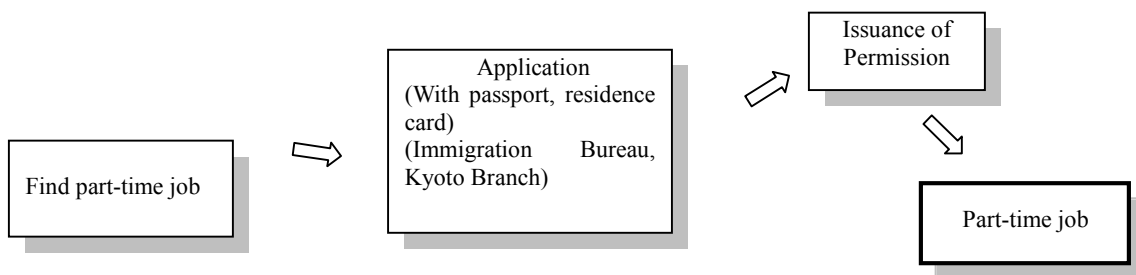 Find part-time job
Application
(With passport, residence
card)
(Immigration Bureau,
Kyoto Branch)
Issuance of
Permission
Part-time job